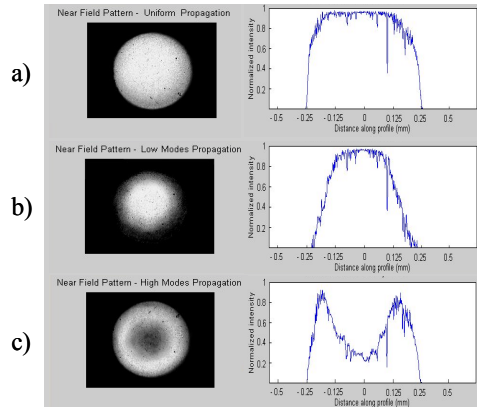 a)
Near Field Pattern - Uniform Propagation
Normalized intensity
1
0.8
0.6
0.4
0.2
- 0.5 -0.25 -0.125 0 0.125 0.25 0.5
Distance along profile (mm)
b)
Near Field Pattern - Low Modes Propagation
Normalized intensity
1
0.8
0.6
0.4
0.2
- 0.5 -0.25 -0.125 0 0.125 0.25 0.5
Distance along profile (mm)
c)
Near Field Pattern - High Modes Propagation
Normalized intensity
1
0.8
0.6
0.4
0.2
- 0.5 -0.25 -0.125 0 0.125 0.25 0.5
Distance along profile (mm)